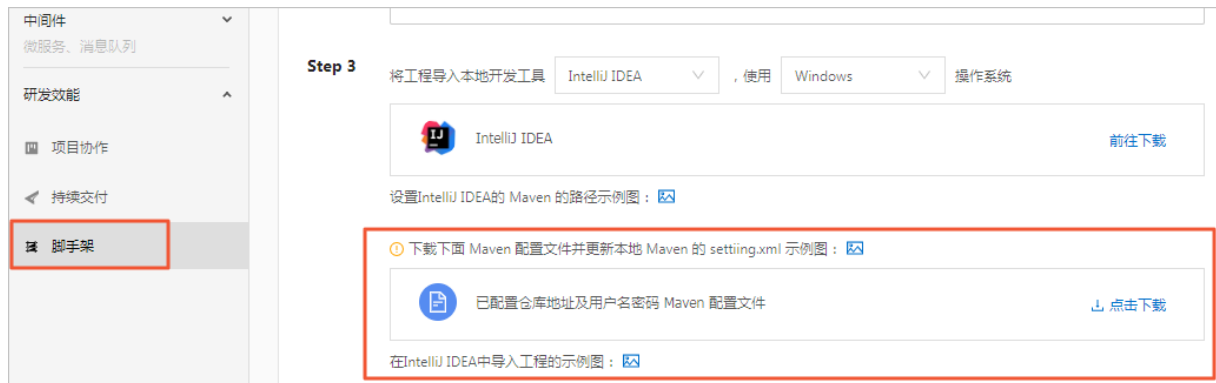 中间件
微服务、消息队列
研发效能
项目协作
持续交付
脚手架
Step 3
将工程导入本地开发工具 IntelliJ IDEA ，使用 Windows 操作系统
IntelliJ IDEA 前往下载
设置IntelliJ IDEA的 Maven 的路径示例图：
下载下面 Maven 配置文件并更新本地 Maven 的 settiing.xml 示例图：
已配置仓库地址及用户名密码 Maven 配置文件 点击下载
在IntelliJ IDEA中导入工程的示例图：